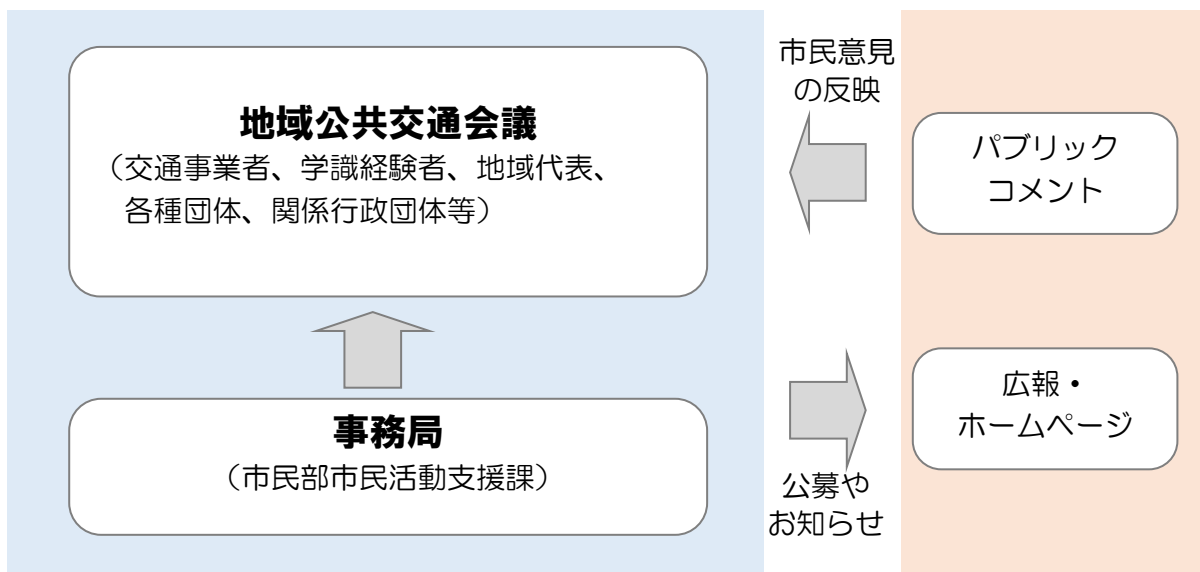 地域公共交通会議
（交通事業者、学識経験者、地域代表、
各種団体、関係行政団体等）
事務局
（市民部市民活動支援課）
市民意見
の反映
公募や
お知らせ
パブリック
コメント
広報・
ホームページ